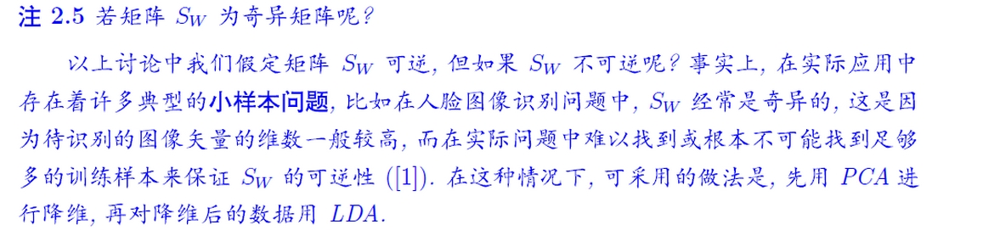 注 2.5 若矩阵 S_W 为奇异矩阵呢?
以上讨论中我们假定矩阵 S_W 可逆, 但如果 S_W 不可逆呢? 事实上, 在实际应用中
存在着许多典型的小样本问题, 比如在人脸图像识别问题中, S_W 经常是奇异的, 这是因
为待识别的图像矢量的维数一般较高, 而在实际问题中难以找到或根本不可能找到足够
多的训练样本来保证 S_W 的可逆性 ([1]). 在这种情况下, 可采用的做法是, 先用 PCA 进
行降维, 再对降维后的数据用 LDA.